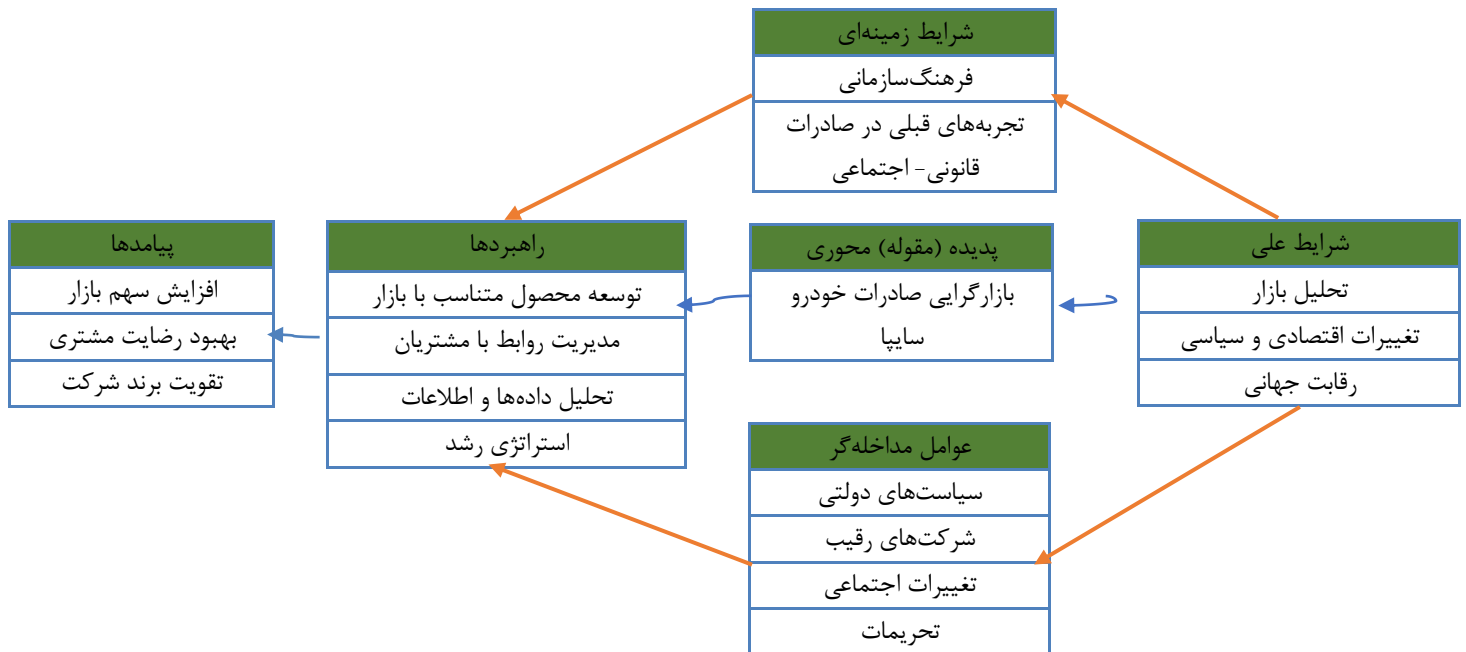 شرایط زمینه‌ای
فرهنگ‌سازمانی
تجربه‌های قبلی در صادرات
قانونی- اجتماعی
شرایط علی
تحلیل بازار
تغییرات اقتصادی و سیاسی
رقابت جهانی
پدیده (مقوله) محوری
بازارگرایی صادرات خودرو
سایپا
راهبردها
توسعه محصول متناسب با بازار
مدیریت روابط با مشتریان
تحلیل داده‌ها و اطلاعات
استراتژی رشد
پیامدها
افزایش سهم بازار
بهبود رضایت مشتری
تقویت برند شرکت
عوامل مداخله‌گر
سیاست‌های دولتی
شرکت‌های رقیب
تغییرات اجتماعی
تحریمات